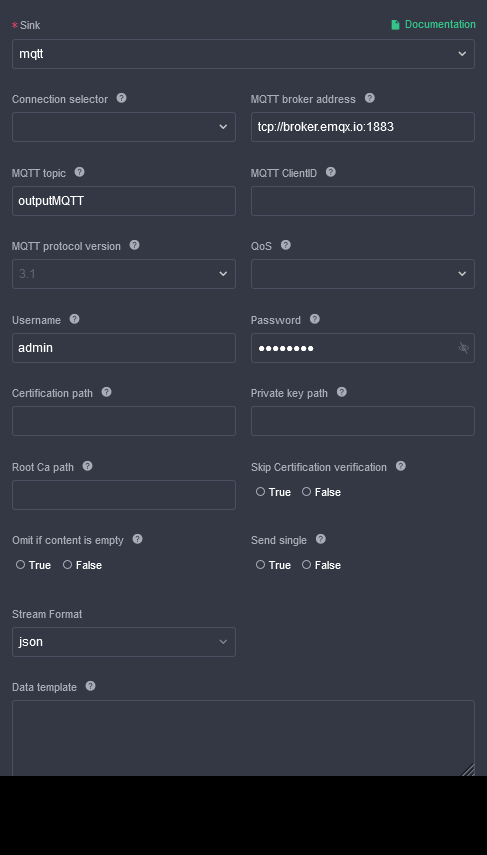 * Sink
Documentation
mqtt
Connection selector
MQTT broker address
tcp://broker.emqx.io:1883
MQTT topic
MQTT ClientID
outputMQTT
MQTT protocol version
QoS
3.1
Username
Password
admin
••••••••
Certification path
Private key path
Root Ca path
Skip Certification verification
True False
Omit if content is empty
Send single
True False
True False
Stream Format
json
Data template